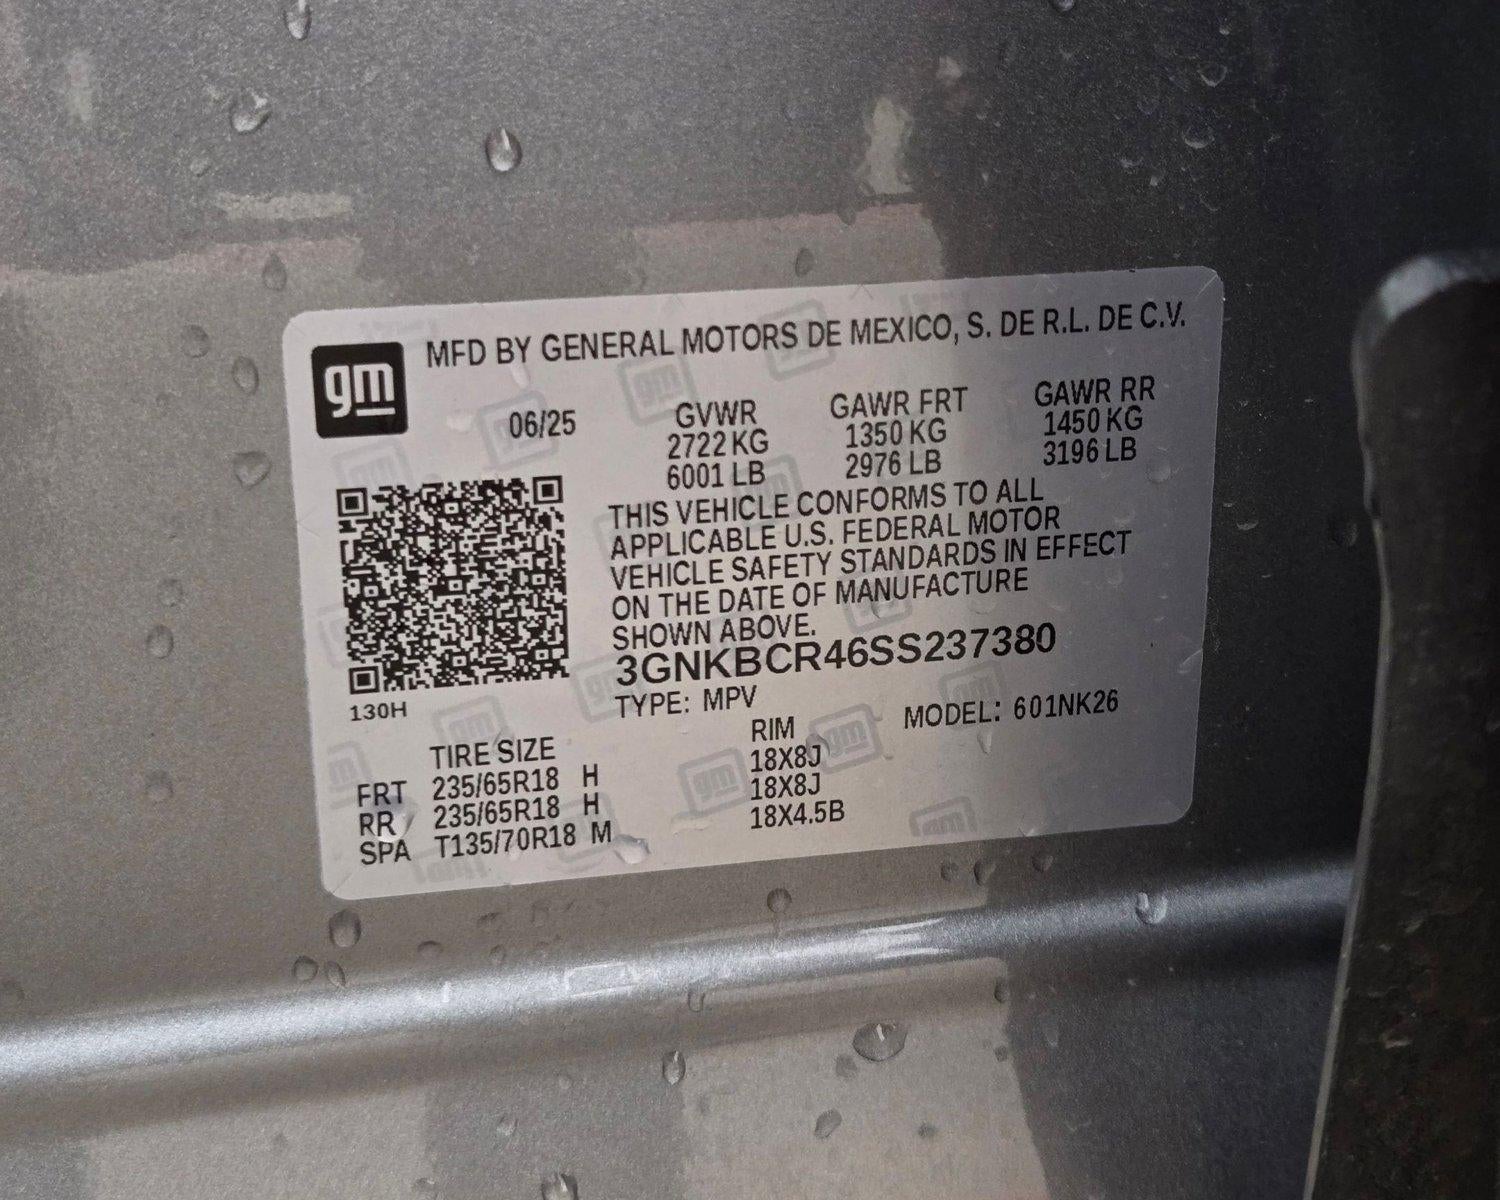 gm
MFD BY GENERAL MOTORS DE MEXICO, S. DE R.L. DE C.V.
06/25
GVWR
2722 KG
6001 LB
GAWR FRT
1350 KG
2976 LB
GAWR RR
1450 KG
3196 LB
THIS VEHICLE CONFORMS TO ALL
APPLICABLE U.S. FEDERAL MOTOR
VEHICLE SAFETY STANDARDS IN EFFECT
ON THE DATE OF MANUFACTURE
SHOWN ABOVE.
3GNKBCR46SS237380
130H
TYPE: MPV
MODEL: 601NK26
TIRE SIZE
RIM
FRT 235/65R18 H 18X8J
RR 235/65R18 H 18X8J
SPA T135/70R18 M 18X4.5B